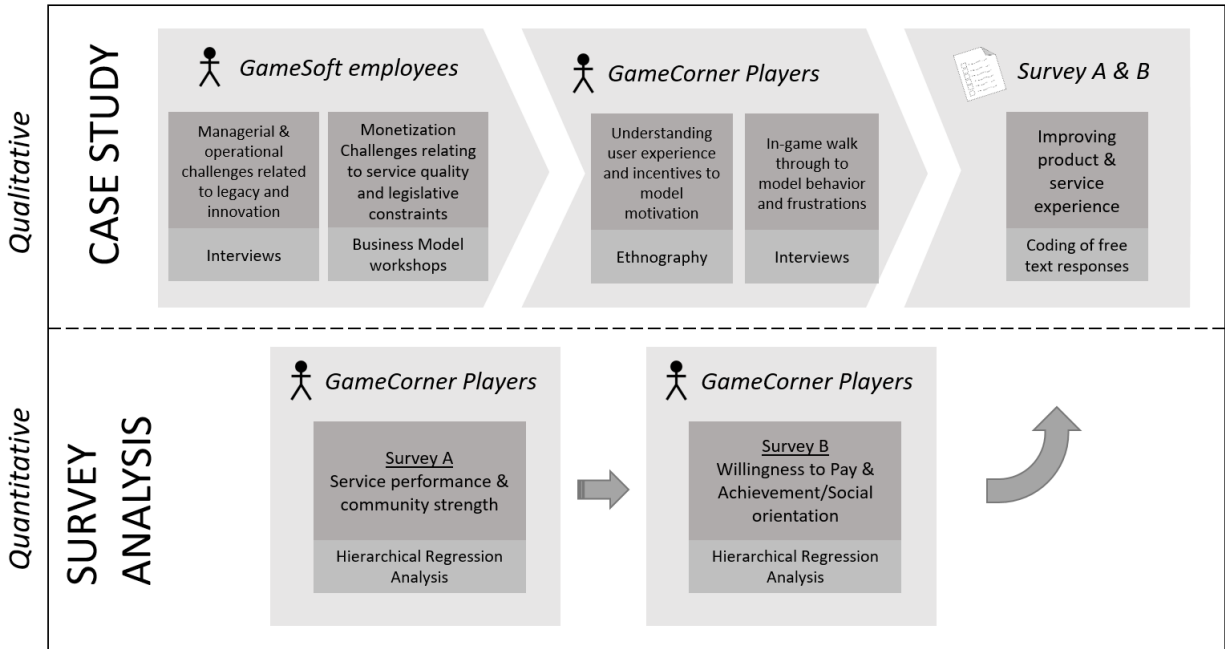 Qualitative
CASE STUDY
GameSoft employees
Managerial &
operational
challenges related
to legacy and
innovation
Interviews
Monetization
Challenges relating
to service quality
and legislative
constraints
Business Model
workshops
GameCorner Players
Understanding
user experience
and incentives to
model
motivation
Ethnography
In-game walk
through to
model behavior
and frustrations
Interviews
Survey A & B
Improving
product &
service
experience
Coding of free
text responses
Quantitative
SURVEY
ANALYSIS
GameCorner Players
Survey A
Service performance &
community strength
Hierarchical Regression
Analysis
GameCorner Players
Survey B
Willingness to Pay &
Achievement/Social
orientation
Hierarchical Regression
Analysis